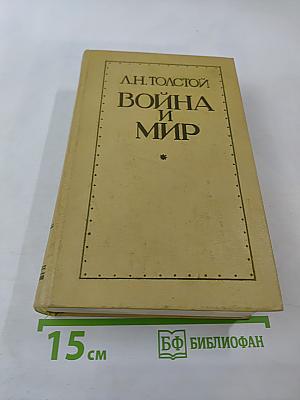 Л.Н.ТОЛСТОЙ
ВОЙНА
И
МИР
*
15 см
БФ БИБЛИОФАН